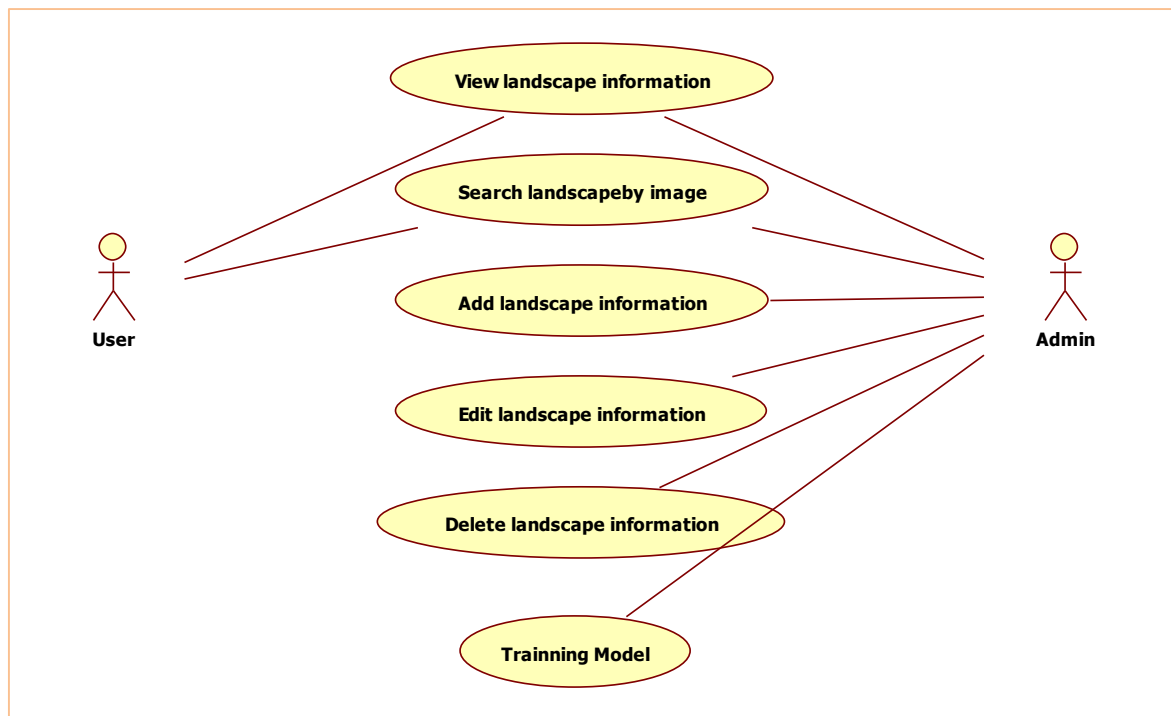 View landscape information
Search landscapeby image
Add landscape information
User
Admin
Edit landscape information
Delete landscape information
Trainning Model